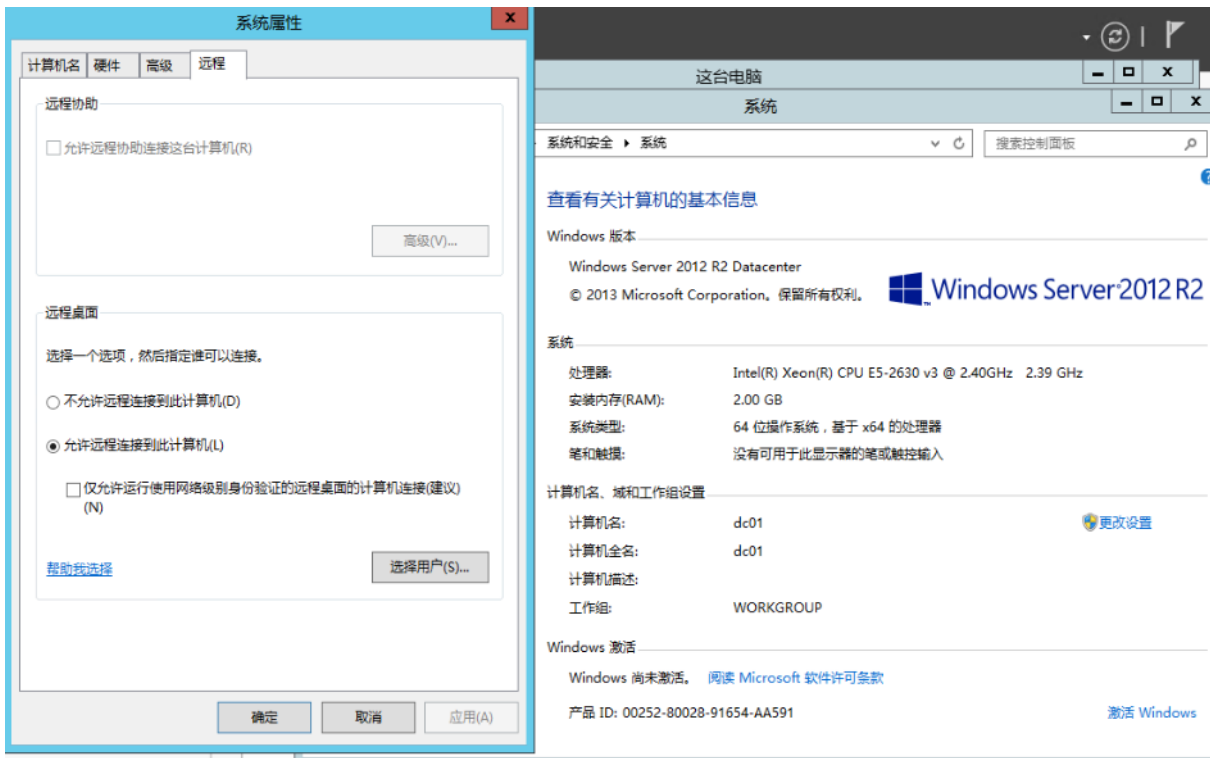 系统属性
计算机名 硬件 高级 远程
远程协助
允许远程协助连接这台计算机(R)
高级(V)...
远程桌面
选择一个选项，然后指定谁可以连接。
不允许远程连接到此计算机(D)
允许远程连接到此计算机(L)
仅允许运行使用网络级别身份验证的远程桌面的计算机连接(建议)
(N)
帮助我选择
选择用户(S)...
确定 取消 应用(A)
这台电脑
系统
系统和安全 系统
搜索控制面板
查看有关计算机的基本信息
Windows 版本
Windows Server 2012 R2 Datacenter
© 2013 Microsoft Corporation。保留所有权利。
Windows Server 2012 R2
系统
处理器: Intel(R) Xeon(R) CPU E5-2630 v3 @ 2.40GHz 2.39 GHz
安装内存(RAM): 2.00 GB
系统类型: 64 位操作系统，基于 x64 的处理器
笔和触摸: 没有可用于此显示器的笔或触控输入
计算机名、域和工作组设置
计算机名: dc01
更改设置
计算机全名: dc01
计算机描述:
工作组: WORKGROUP
Windows 激活
Windows 尚未激活。 阅读 Microsoft 软件许可条款
产品 ID: 00252-80028-91654-AA591
激活 Windows